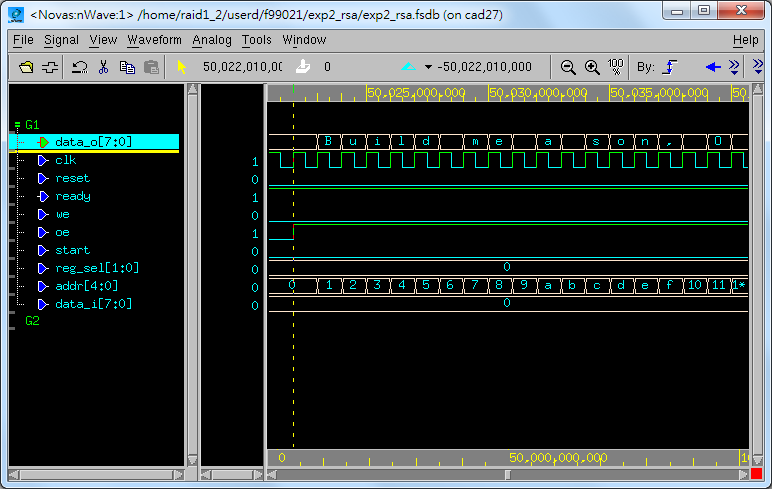 <Novas:nWave:1> /home/raid1_2/userd/f99021/exp2_rsa/exp2_rsa.fsdb (on cad27)
File Signal View Waveform Analog Tools Window Help
50,022,010,00 0 -50,022,010,000 100 % By:
50,025,000,000 50,030,000,000 50,035,000,000 50,
G1
data_o[7:0] B u i l d m e a s o n , O
clk 1
reset 0
ready 1
we 0
oe 1
start 0
reg_sel[1:0] 0 0
addr[4:0] 0 0 1 2 3 4 5 6 7 8 9 a b c d e f 10 11 1*
data_i[7:0] 0 0
G2
0 50,000,000,000 10